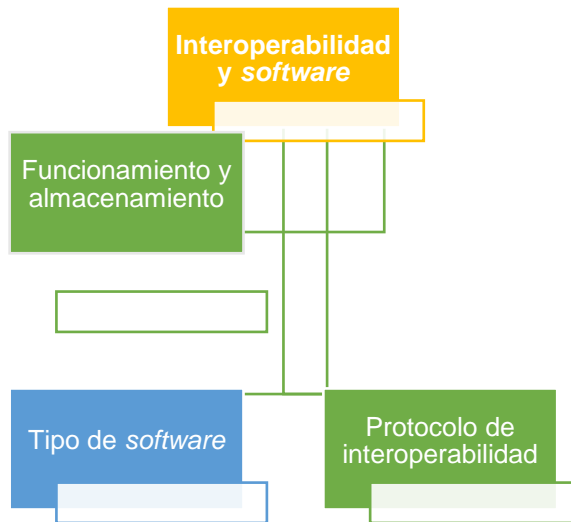 Interoperabilidad
y software
Funcionamiento y
almacenamiento
Tipo de software
Protocolo de
interoperabilidad